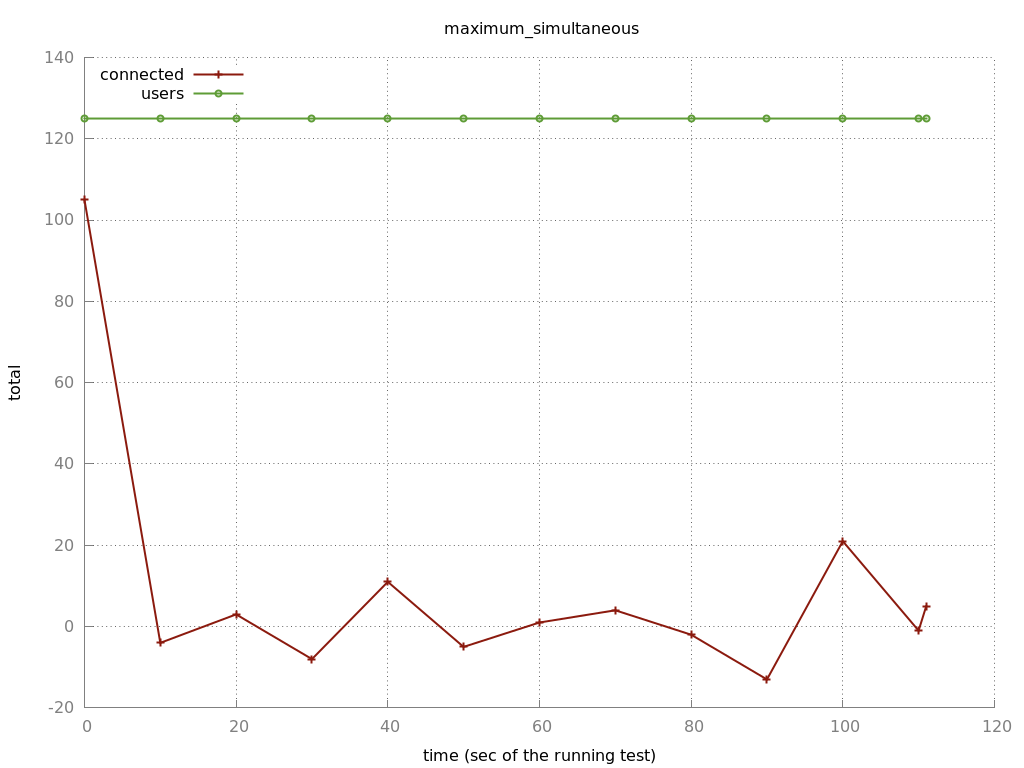 maximum_simultaneous
140
connected
users
120
100
80
60
total
40
20
0
-20
0 20 40 60 80 100 120
time (sec of the running test)